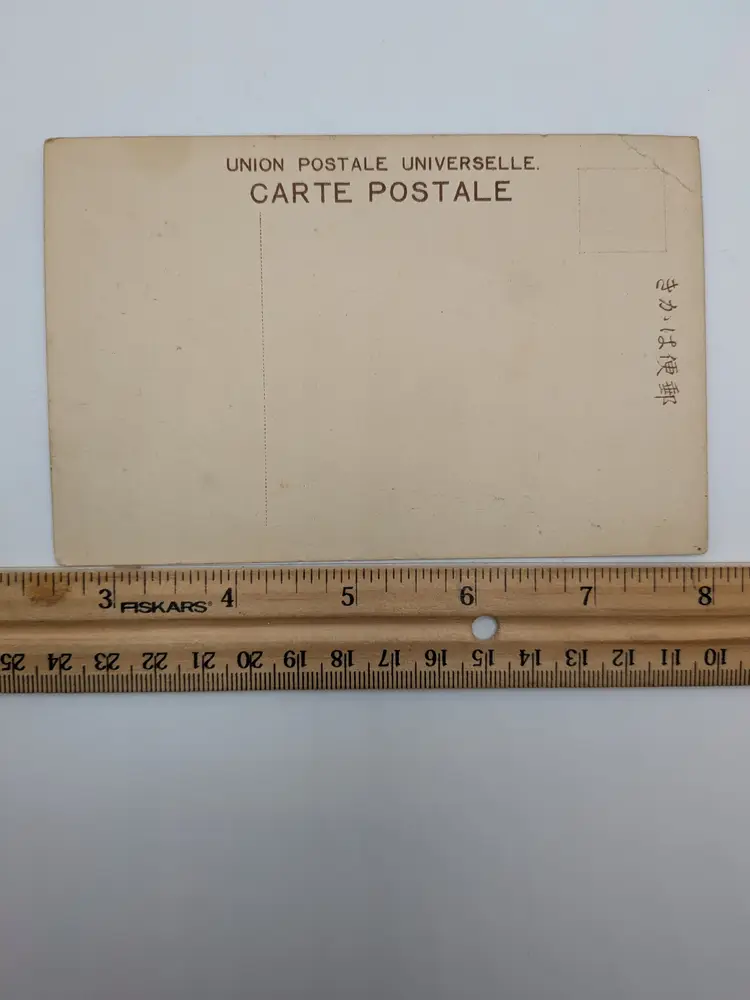 UNION POSTALE UNIVERSELLE.
CARTE POSTALE
郵便はがき
3 FISKARS® 4 5 6 7 8
10 11 12 13 14 15 16 17 18 19 20 21 22 23 24 25